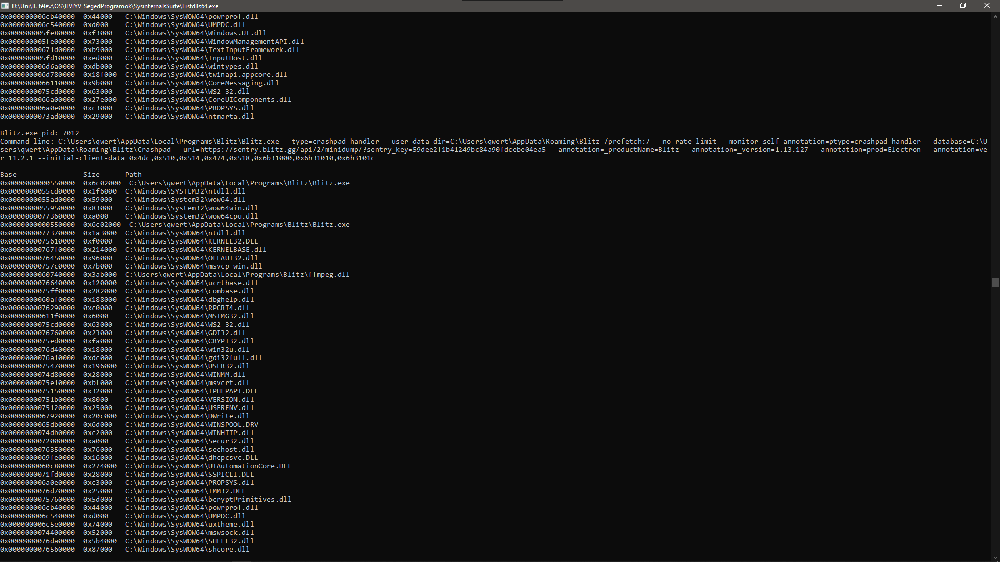 D:\Uni\II. félév\OS\ILVIYV_SegedProgramok\SysinternalsSuite\Listdlls64.exe
0x000000006cb40000  0x44000   C:\Windows\SysWOW64\powrprof.dll
0x000000006c540000  0xd000    C:\Windows\SysWOW64\UMPDC.dll
0x000000005fe80000  0xf3000   C:\Windows\SysWOW64\Windows.UI.dll
0x000000005fe00000  0x73000   C:\Windows\SysWOW64\WindowManagementAPI.dll
0x00000000671d0000  0xb9000   C:\Windows\SysWOW64\TextInputFramework.dll
0x000000005fd10000  0xed000   C:\Windows\SysWOW64\InputHost.dll
0x000000006d6a0000  0xdb000   C:\Windows\SysWOW64\wintypes.dll
0x000000006d780000  0x18f000  C:\Windows\SysWOW64\twinapi.appcore.dll
0x0000000066110000  0x9b000   C:\Windows\SysWOW64\CoreMessaging.dll
0x0000000075cd0000  0x63000   C:\Windows\SysWOW64\WS2_32.dll
0x0000000066a00000  0x27e000  C:\Windows\SysWOW64\CoreUIComponents.dll
0x000000006a0e0000  0xc3000   C:\Windows\SysWOW64\PROPSYS.dll
0x0000000073ad0000  0x29000   C:\Windows\SysWOW64\ntmarta.dll
------------------------------------------------------------------------------
Blitz.exe pid: 7012
Command line: C:\Users\qwert\AppData\Local\Programs\Blitz\Blitz.exe --type=crashpad-handler --user-data-dir=C:\Users\qwert\AppData\Roaming\Blitz /prefetch:7 --no-rate-limit --monitor-self-annotation=ptype=crashpad-handler --database=C:\U
sers\qwert\AppData\Roaming\Blitz\Crashpad --url=https://sentry.blitz.gg/api/2/minidump/?sentry_key=59dee2f1b41249bc84a90fdcebe04ea5 --annotation=_productName=Blitz --annotation=_version=1.13.127 --annotation=prod=Electron --annotation=ve
r=11.2.1 --initial-client-data=0x4dc,0x510,0x514,0x474,0x518,0x6b31000,0x6b31010,0x6b3101c
Base                Size      Path
0x0000000000550000  0x6c02000  C:\Users\qwert\AppData\Local\Programs\Blitz\Blitz.exe
0x0000000055cd0000  0x1f6000  C:\Windows\SYSTEM32\ntdll.dll
0x0000000055ad0000  0x59000   C:\Windows\System32\wow64.dll
0x0000000055950000  0x83000   C:\Windows\System32\wow64win.dll
0x0000000077360000  0xa000    C:\Windows\System32\wow64cpu.dll
0x0000000000550000  0x6c02000  C:\Users\qwert\AppData\Local\Programs\Blitz\Blitz.exe
0x0000000077370000  0x1a3000  C:\Windows\SysWOW64\ntdll.dll
0x0000000075610000  0xf0000   C:\Windows\SysWOW64\KERNEL32.DLL
0x00000000767f0000  0x214000  C:\Windows\SysWOW64\KERNELBASE.dll
0x0000000076450000  0x96000   C:\Windows\SysWOW64\OLEAUT32.dll
0x00000000757c0000  0x7b000   C:\Windows\SysWOW64\msvcp_win.dll
0x0000000060740000  0x3ab000  C:\Users\qwert\AppData\Local\Programs\Blitz\ffmpeg.dll
0x0000000076640000  0x120000  C:\Windows\SysWOW64\ucrtbase.dll
0x0000000075ff0000  0x282000  C:\Windows\SysWOW64\combase.dll
0x0000000060af0000  0x188000  C:\Windows\SysWOW64\dbghelp.dll
0x0000000076290000  0xc0000   C:\Windows\SysWOW64\RPCRT4.dll
0x00000000611f0000  0x6000    C:\Windows\SysWOW64\MSIMG32.dll
0x0000000075cd0000  0x63000   C:\Windows\SysWOW64\WS2_32.dll
0x0000000076760000  0x23000   C:\Windows\SysWOW64\GDI32.dll
0x0000000075ed0000  0xfa000   C:\Windows\SysWOW64\CRYPT32.dll
0x0000000076d40000  0x18000   C:\Windows\SysWOW64\win32u.dll
0x0000000076a10000  0xdc000   C:\Windows\SysWOW64\gdi32full.dll
0x0000000075470000  0x196000  C:\Windows\SysWOW64\USER32.dll
0x0000000074d80000  0x28000   C:\Windows\SysWOW64\WINMM.dll
0x0000000075e10000  0xbf000   C:\Windows\SysWOW64\msvcrt.dll
0x0000000075150000  0x32000   C:\Windows\SysWOW64\IPHLPAPI.DLL
0x00000000751b0000  0x8000    C:\Windows\SysWOW64\VERSION.dll
0x0000000075120000  0x25000   C:\Windows\SysWOW64\USERENV.dll
0x0000000067920000  0x20c000  C:\Windows\SysWOW64\DWrite.dll
0x0000000065db0000  0x6d000   C:\Windows\SysWOW64\WINSPOOL.DRV
0x0000000074db0000  0xc2000   C:\Windows\SysWOW64\WINHTTP.dll
0x0000000072000000  0xa000    C:\Windows\SysWOW64\Secur32.dll
0x0000000076350000  0x76000   C:\Windows\SysWOW64\sechost.dll
0x0000000069fe0000  0x16000   C:\Windows\SysWOW64\dhcpcsvc.DLL
0x0000000060c80000  0x274000  C:\Windows\SysWOW64\UIAutomationCore.DLL
0x0000000071fd0000  0x28000   C:\Windows\SysWOW64\SSPICLI.DLL
0x000000006a0e0000  0xc3000   C:\Windows\SysWOW64\PROPSYS.dll
0x0000000076d70000  0x25000   C:\Windows\SysWOW64\IMM32.DLL
0x0000000075760000  0x5d000   C:\Windows\SysWOW64\bcryptPrimitives.dll
0x000000006cb40000  0x44000   C:\Windows\SysWOW64\powrprof.dll
0x000000006c540000  0xd000    C:\Windows\SysWOW64\UMPDC.dll
0x000000006c5e0000  0x74000   C:\Windows\SysWOW64\uxtheme.dll
0x0000000074400000  0x52000   C:\Windows\SysWOW64\mswsock.dll
0x0000000076da0000  0x5b4000  C:\Windows\SysWOW64\SHELL32.dll
0x0000000076560000  0x87000   C:\Windows\SysWOW64\shcore.dll